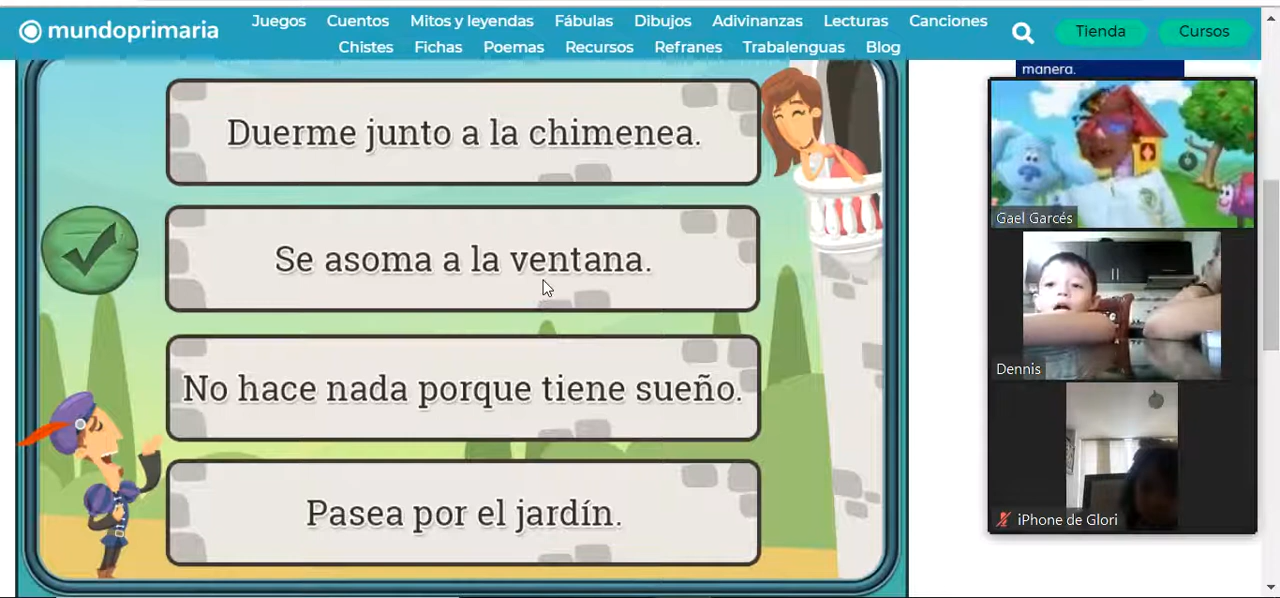 mundoprimaria
Juegos Cuentos Mitos y leyendas Fábulas Dibujos Adivinanzas Lecturas Canciones
Chistes Fichas Poemas Recursos Refranes Trabalenguas Blog
Tienda Cursos
manera.
Duerme junto a la chimenea.
Se asoma a la ventana.
No hace nada porque tiene sueño.
Pasea por el jardín.
Gael Garcés
Dennis
iPhone de Glori